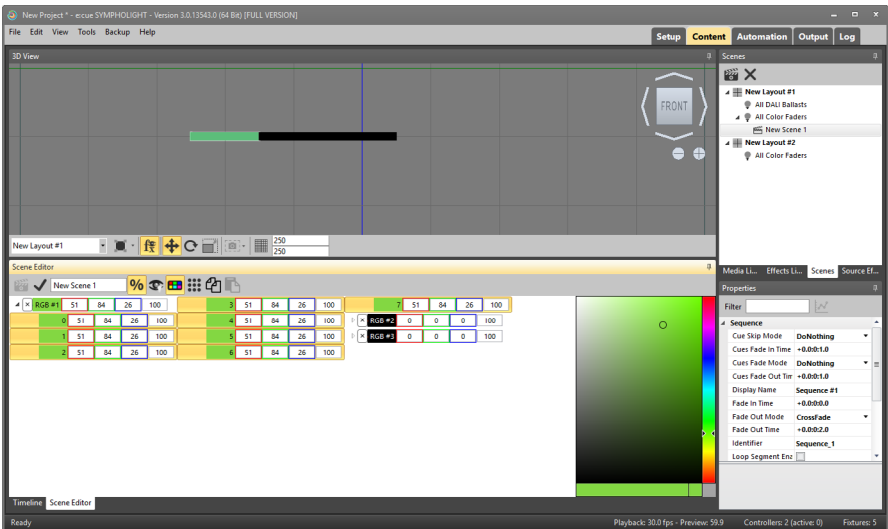 New Project * - e:cue SYMPHOLIGHT - Version 3.0.13543.0 (64 Bit) [FULL VERSION]
File Edit View Tools Backup Help
Setup Content Automation Output Log
3D View
FRONT
New Layout #1
250
250
Scene Editor
New Scene 1 %
RGB #1 51 84 26 100
0 51 84 26 100
1 51 84 26 100
2 51 84 26 100
3 51 84 26 100
4 51 84 26 100
5 51 84 26 100
6 51 84 26 100
7 51 84 26 100
RGB #2 0 0 0 100
RGB #3 0 0 0 100
Timeline Scene Editor
Scenes
New Layout #1
All DALI Ballasts
All Color Faders
New Scene 1
New Layout #2
All Color Faders
Media Li... Effects Li... Scenes Source Ef...
Properties
Filter
Sequence
Cue Skip Mode DoNothing
Cues Fade In Time +0.0:0:1.0
Cues Fade Mode DoNothing
Cues Fade Out Tim +0.0:0:1.0
Display Name Sequence #1
Fade In Time +0.0:0:0.0
Fade Out Mode CrossFade
Fade Out Time +0.0:0:2.0
Identifier Sequence_1
Loop Segment Ena
Ready
Playback: 30.0 fps - Preview: 59.9 Controllers: 2 (active: 0) Fixtures: 5